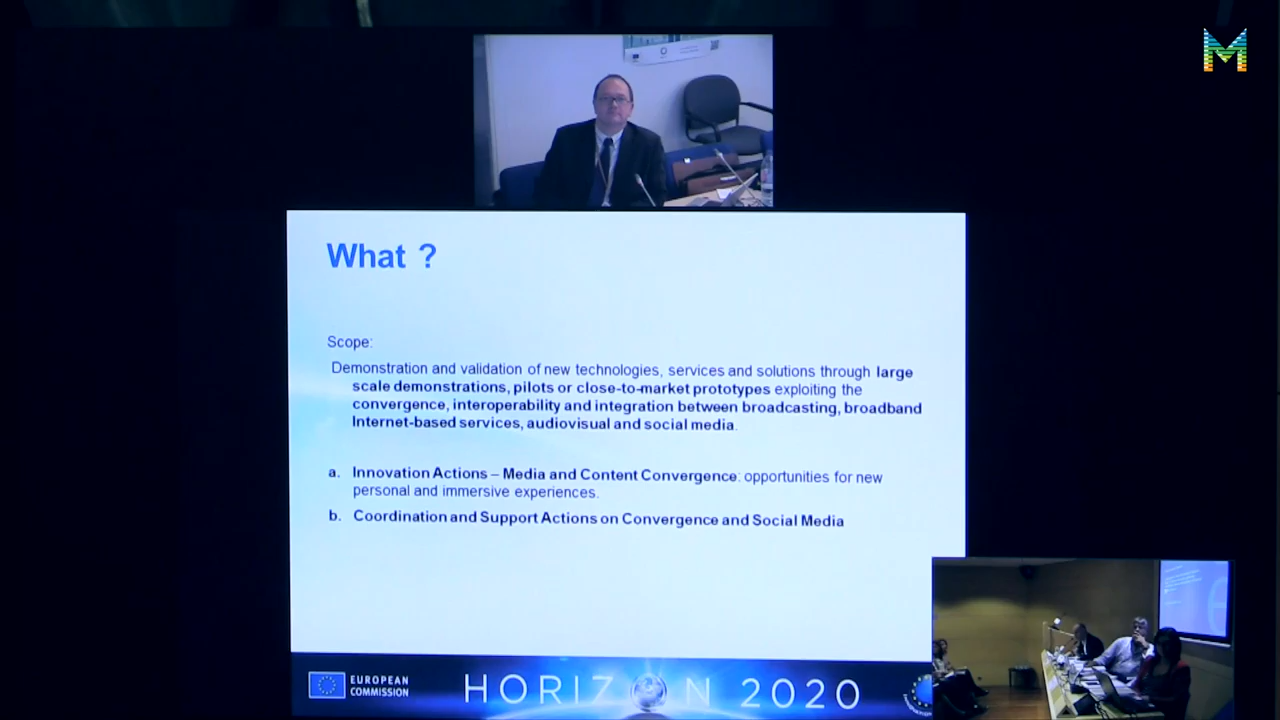 M
What ?
Scope:
Demonstration and validation of new technologies, services and solutions through large
scale demonstrations, pilots or close-to-market prototypes exploiting the
convergence, interoperability and integration between broadcasting, broadband
Internet-based services, audiovisual and social media.
a. Innovation Actions – Media and Content Convergence: opportunities for new
personal and immersive experiences.
b. Coordination and Support Actions on Convergence and Social Media
EUROPEAN
COMMISSION
HORIZON 2020